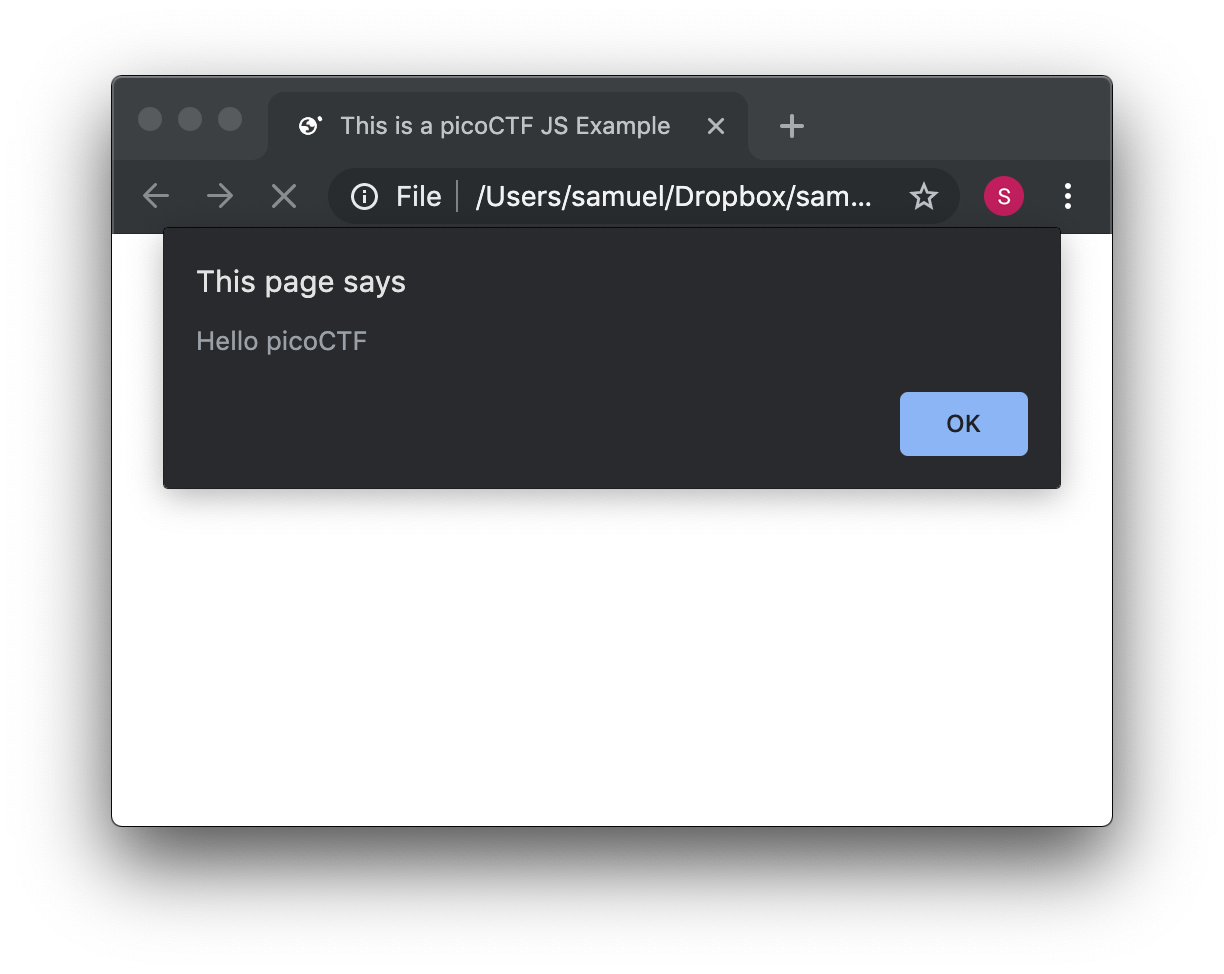 This is a picoCTF JS Example
File /Users/samuel/Dropbox/sam...
S
This page says
Hello picoCTF
OK